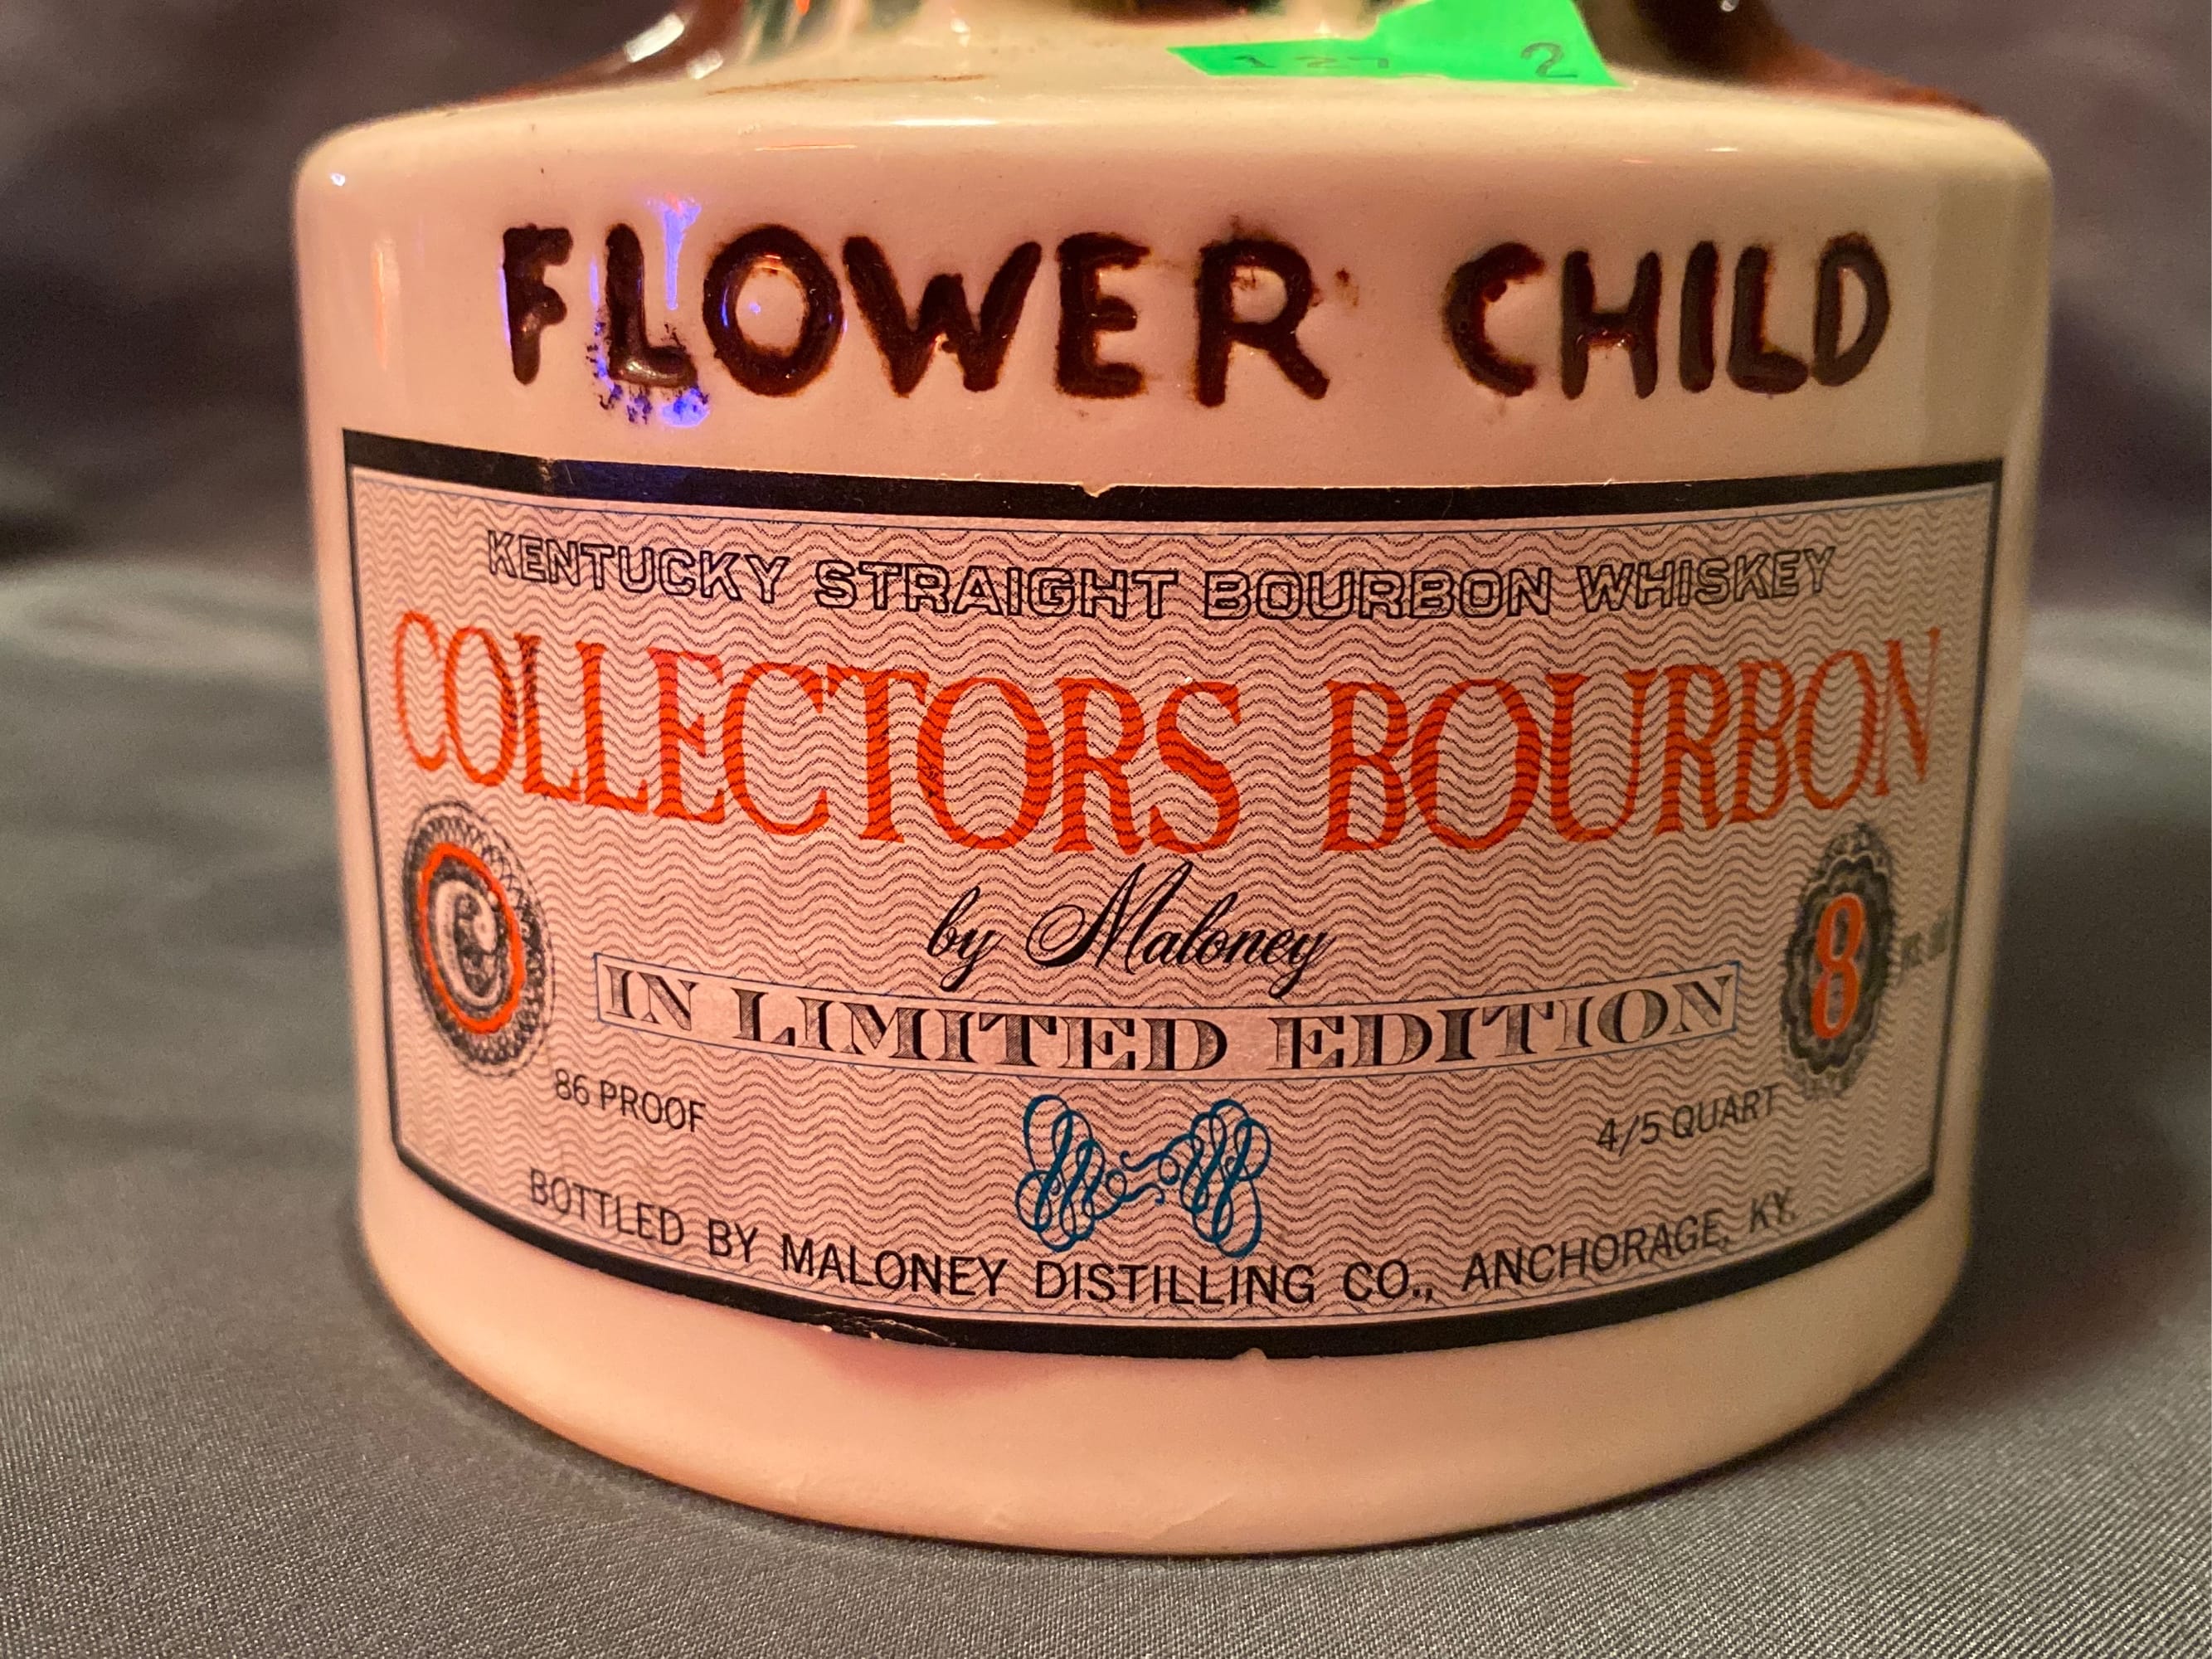 2
FLOWER CHILD
KENTUCKY STRAIGHT BOURBON WHISKEY
COLLECTORS BOURBON
by Maloney
C
IN LIMITED EDITION
8
86 PROOF
4/5 QUART
BOTTLED BY MALONEY DISTILLING CO., ANCHORAGE, KY.